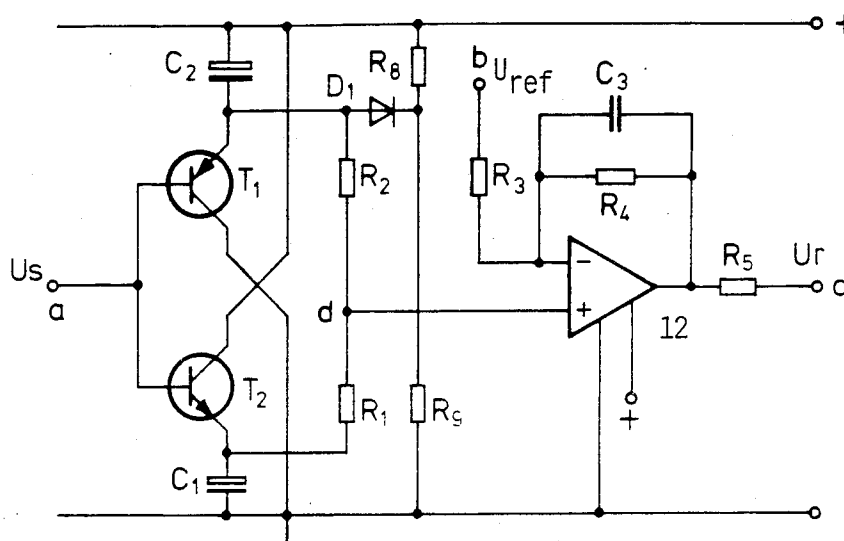 +
C2
R8
b Uref
C3
D1
T1
R2
R3
R4
Us
a
d
−
+
R5
Ur
c
12
T2
R1
R9
+
C1